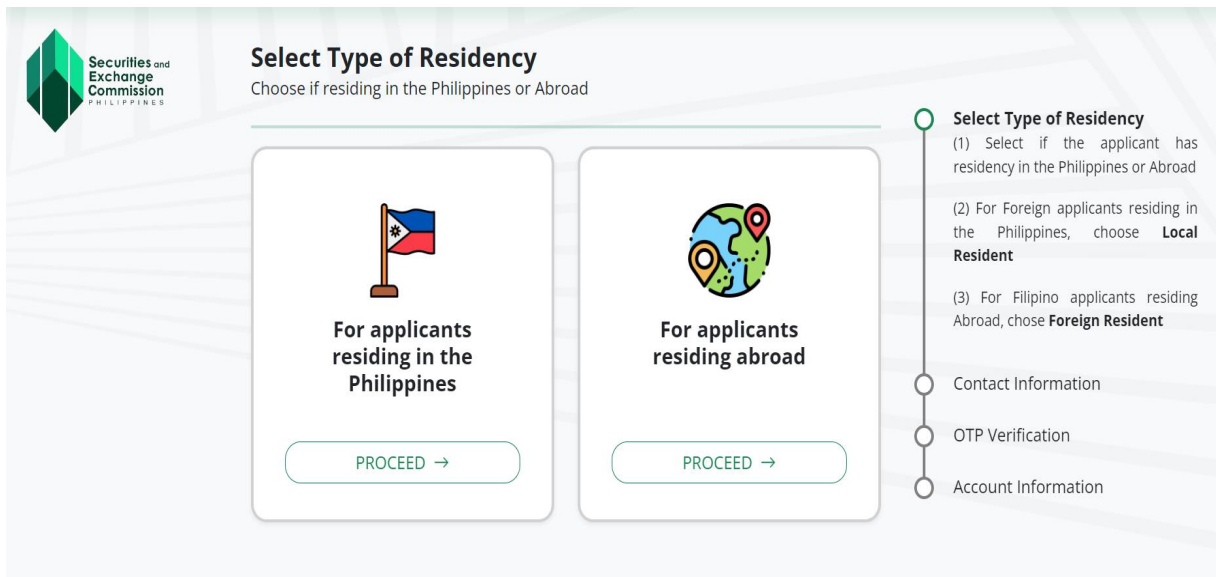 Securities and
Exchange
Commission
PHILIPPINES
Select Type of Residency
Choose if residing in the Philippines or Abroad
For applicants
residing in the
Philippines
PROCEED →
For applicants
residing abroad
PROCEED →
Select Type of Residency
(1) Select if the applicant has
residency in the Philippines or Abroad
(2) For Foreign applicants residing in
the Philippines, choose Local
Resident
(3) For Filipino applicants residing
Abroad, chose Foreign Resident
Contact Information
OTP Verification
Account Information